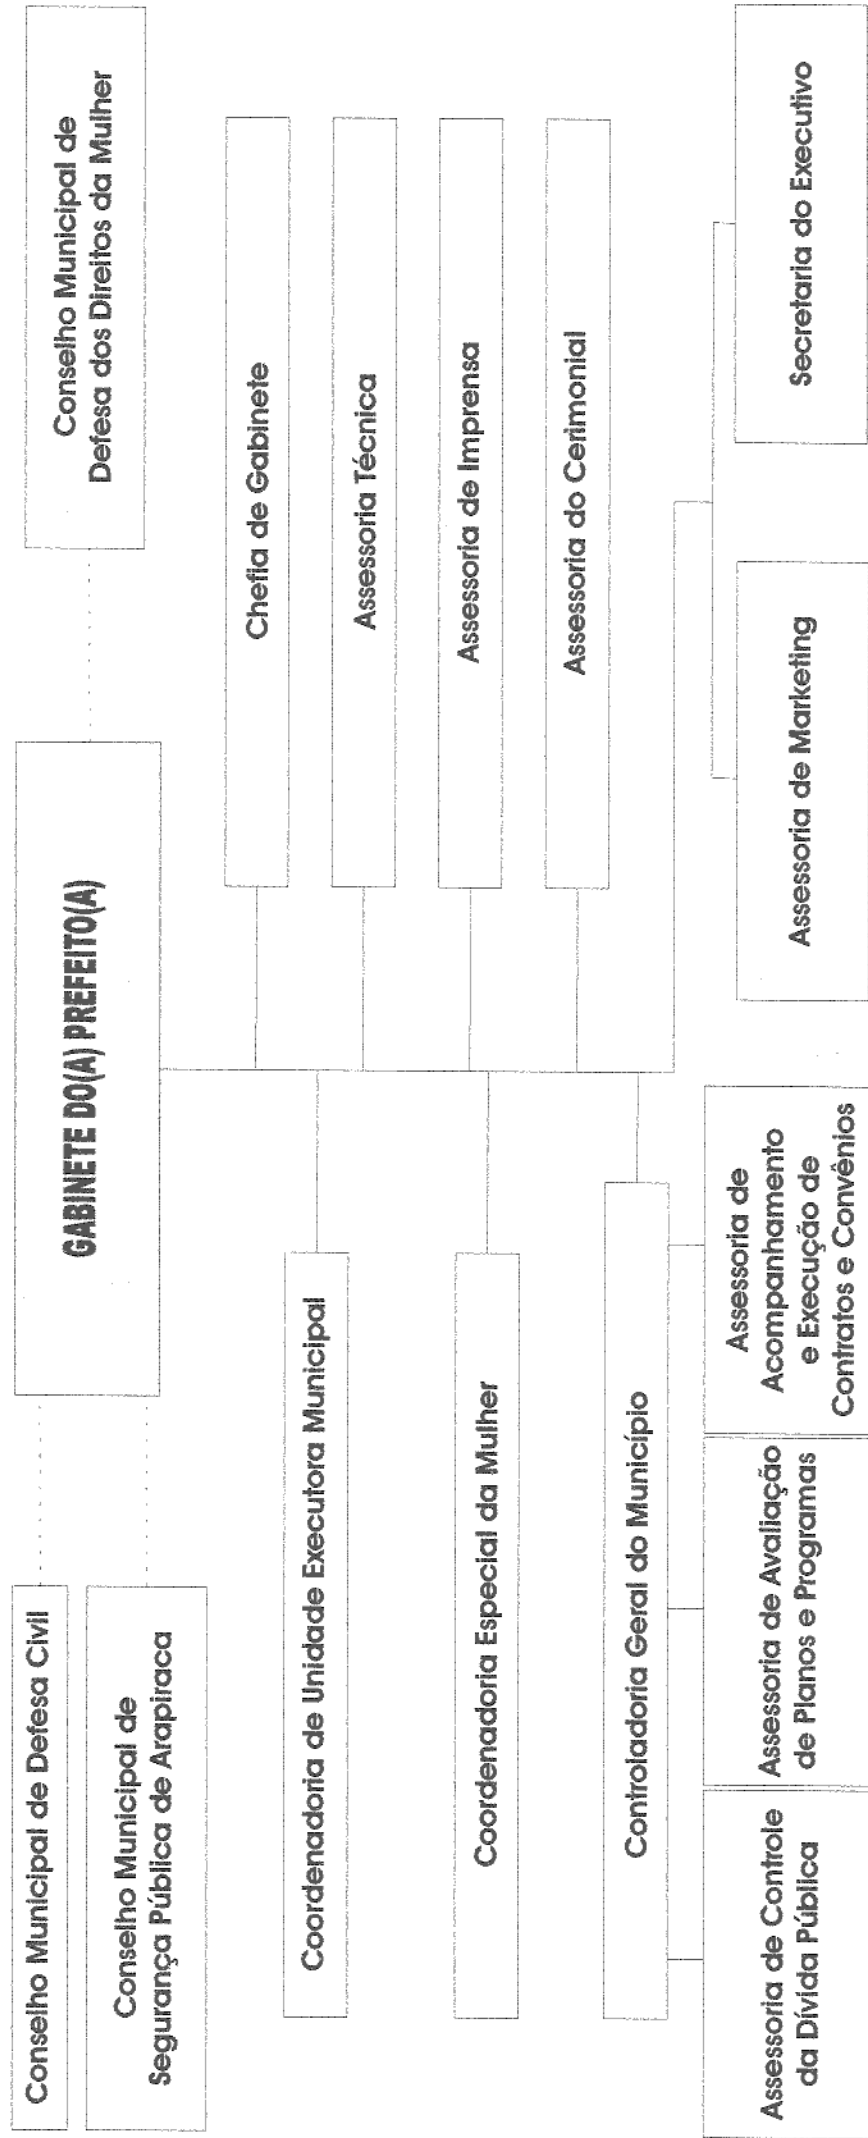 GABINETE DO(A) PREFEITO(A)
Conselho Municipal de Defesa Civil
Conselho Municipal de
Segurança Pública de Arapiraca
Conselho Municipal de
Defesa dos Direitos da Mulher
Chefia de Gabinete
Coordenadoria de Unidade Executora Municipal
Assessoria Técnica
Assessoria de Imprensa
Coordenadoria Especial da Mulher
Assessoria do Cerimonial
Controladoria Geral do Município
Assessoria de Controle
da Dívida Pública
Assessoria de Avaliação
de Planos e Programas
Assessoria de
Acompanhamento
e Execução de
Contratos e Convênios
Assessoria de Marketing
Secretaria do Executivo